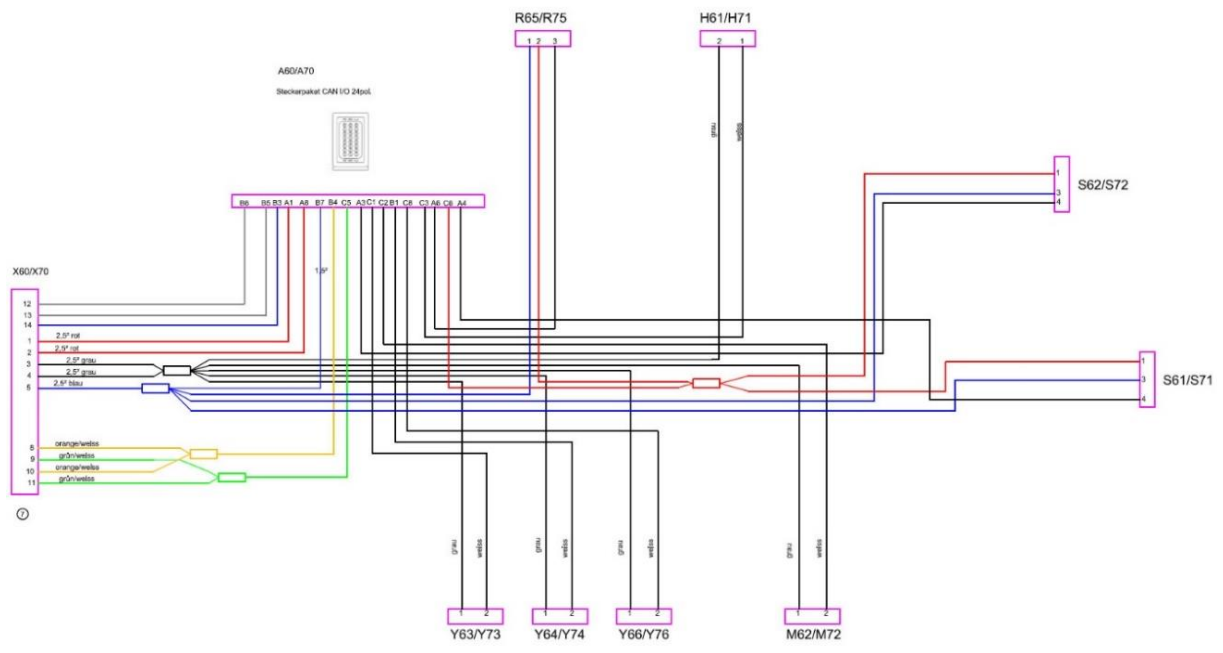 R65/R75
H61/H71
1 2 3
2 1
A60/A70
Steckerpaket CAN I/O 24pol.
grau
weiss
1
3
4
S62/S72
B6 B5 B3 A1 A8 B7 B4 C5 A3 C1 C2 B1 C8 C3 A6 C6 A4
X60/X70
1,5²
12
13
14
1 2,5² rot
2 2,5² rot
3 2,5² grau
4 2,5² grau
5 2,5² blau
1
3
4
S61/S71
8 orange/weiss
9 grün/weiss
10 orange/weiss
11 grün/weiss
7
grau weiss grau weiss grau weiss grau weiss
1 2 1 2 1 2 1 2
Y63/Y73 Y64/Y74 Y66/Y76 M62/M72